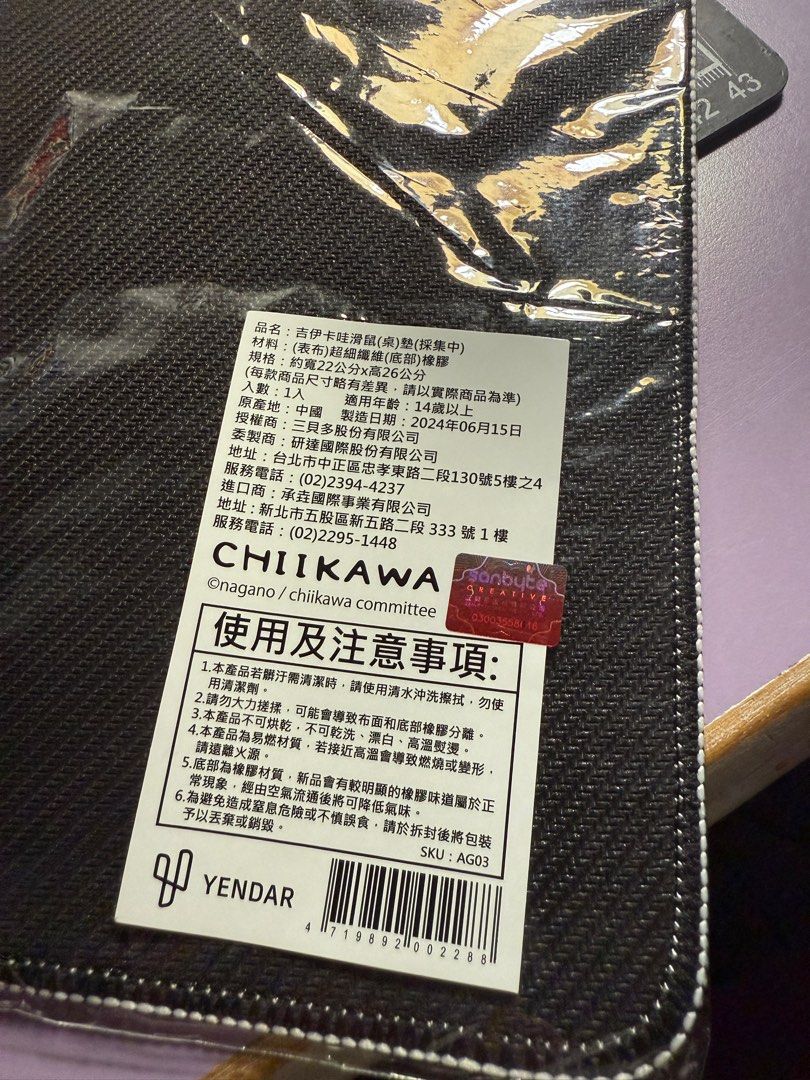 2 43
品名：吉伊卡哇滑鼠(桌)墊(採集中)
材料：(表布)超細纖維(底部)橡膠
規格：約寬22公分x高26公分
(每款商品尺寸略有差異，請以實際商品為準)
入數：1入 適用年齡：14歲以上
原產地：中國 製造日期：2024年06月15日
授權商：三貝多股份有限公司
委製商：研達國際股份有限公司
地址：台北市中正區忠孝東路二段130號5樓之4
服務電話：(02)2394-4237
進口商：承垚國際事業有限公司
地址：新北市五股區新五路二段 333 號 1 樓
服務電話：(02)2295-1448
CHIIKAWA
©nagano / chiikawa committee
sanbyte
CREATIVE
使用及注意事項:
1.本產品若髒汙需清潔時，請使用清水沖洗擦拭，勿使
用清潔劑。
2.請勿大力搓揉，可能會導致布面和底部橡膠分離。
3.本產品不可烘乾，不可乾洗、漂白、高溫熨燙。
4.本產品為易燃材質，若接近高溫會導致燃燒或變形，
請遠離火源。
5.底部為橡膠材質，新品會有較明顯的橡膠味道屬於正
常現象，經由空氣流通後將可降低氣味。
6.為避免造成窒息危險或不慎誤食，請於拆封後將包裝
予以丟棄或銷毀。
SKU：AG03
YENDAR
4 719892 002288